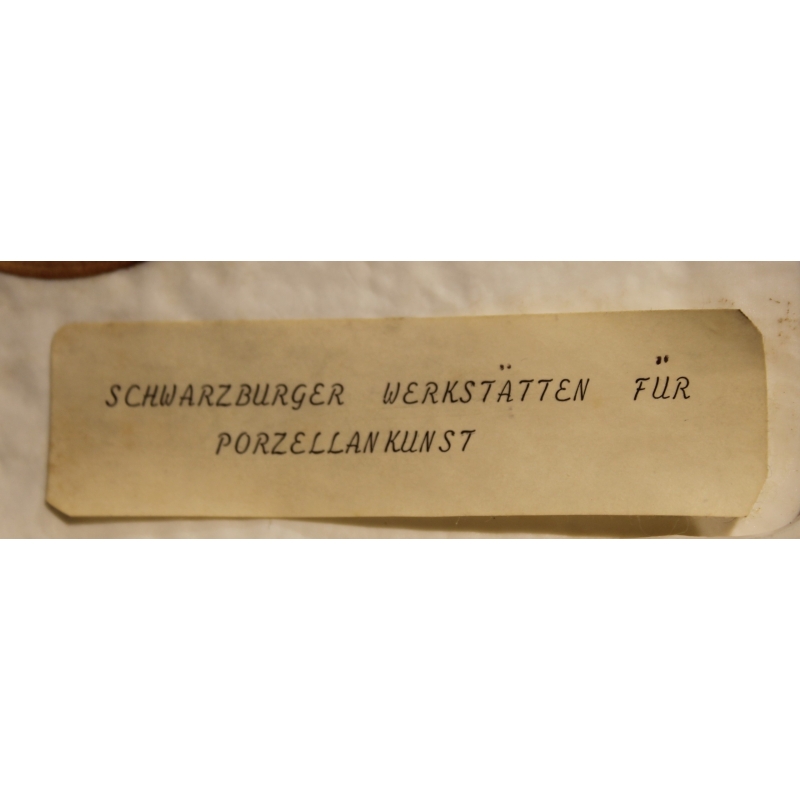 SCHWARZBURGER WERKSTÄTTEN FÜR
PORZELLANKUNST